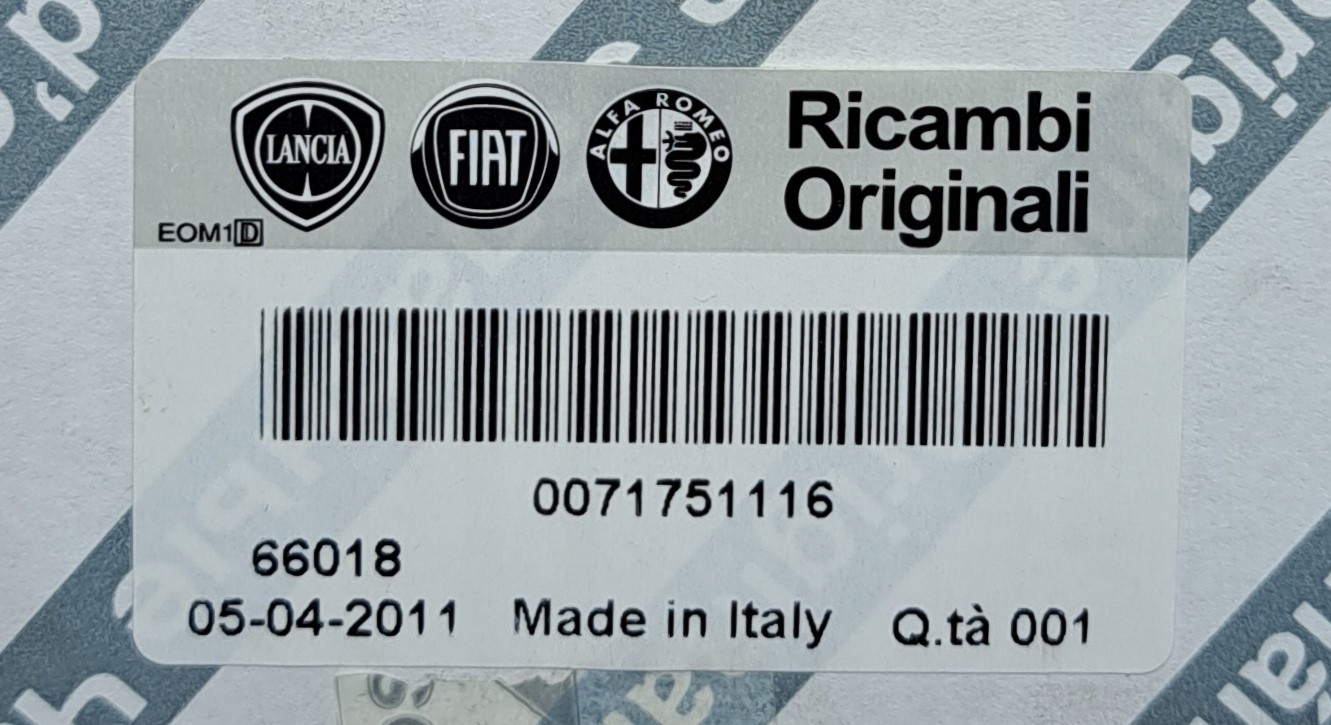 LANCIA
FIAT
ALFA ROMEO
Ricambi
Originali
EOM1D
0071751116
66018
05-04-2011 Made in Italy Q.tà 001